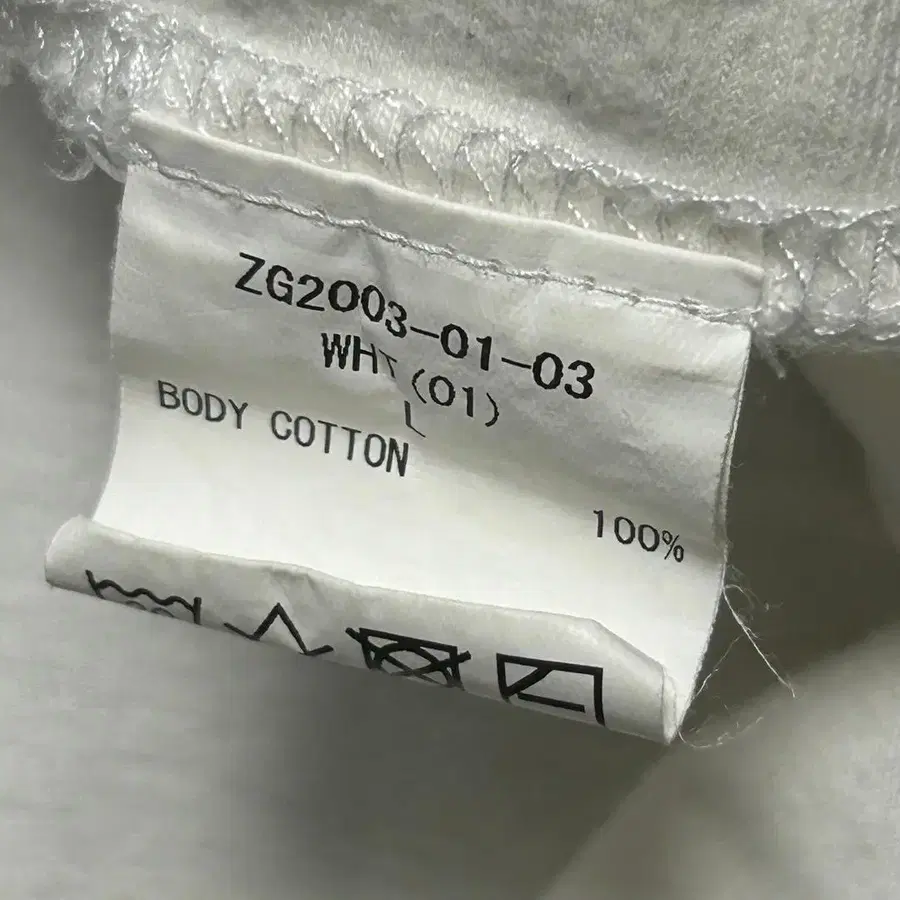 ZG2003-01-03
WHT (01)
L
BODY COTTON
100%